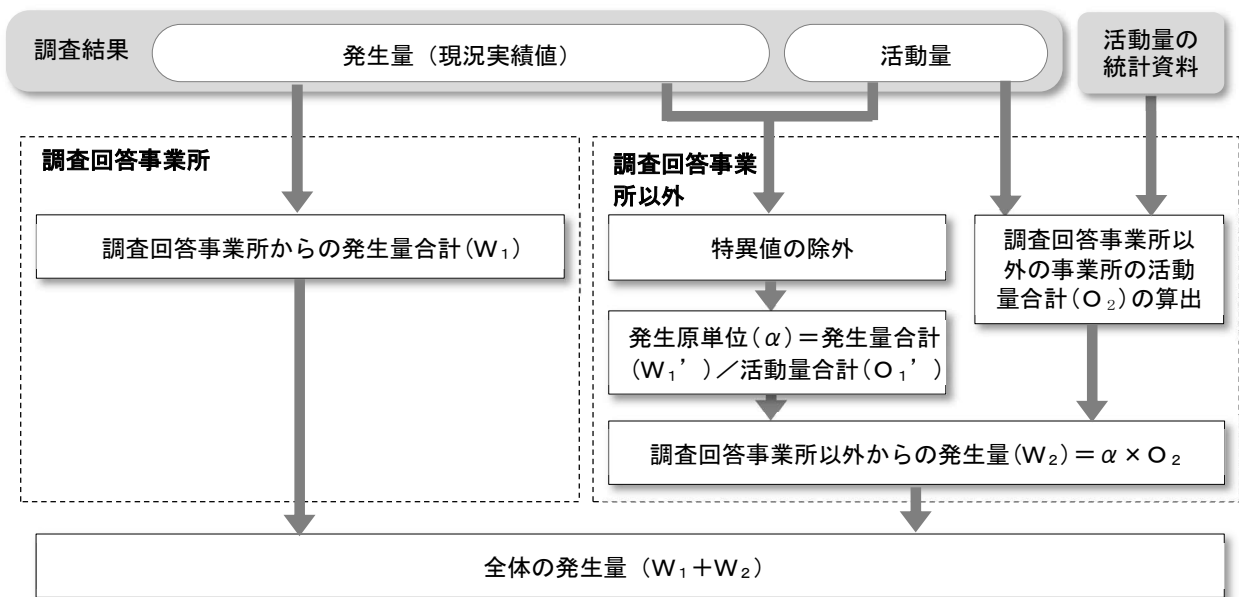 調査結果
発生量（現況実績値）
活動量
活動量の
統計資料
調査回答事業所
調査回答事業所からの発生量合計(Ｗ₁)
調査回答事業
所以外
特異値の除外
発生原単位(α)＝発生量合計
(Ｗ₁’)／活動量合計(Ｏ₁’)
調査回答事業所以
外の事業所の活動
量合計(Ｏ₂)の算出
調査回答事業所以外からの発生量(Ｗ₂)＝α×Ｏ₂
全体の発生量（Ｗ₁＋Ｗ₂）